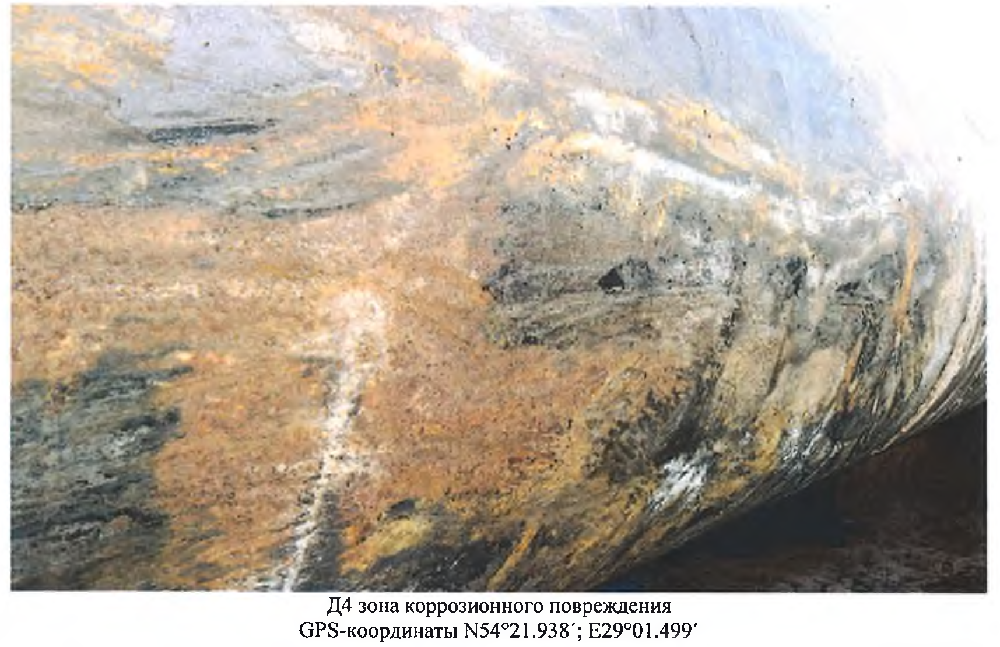 Д4 зона коррозионного повреждения
GPS-координаты N54°21.938´; E29°01.499´